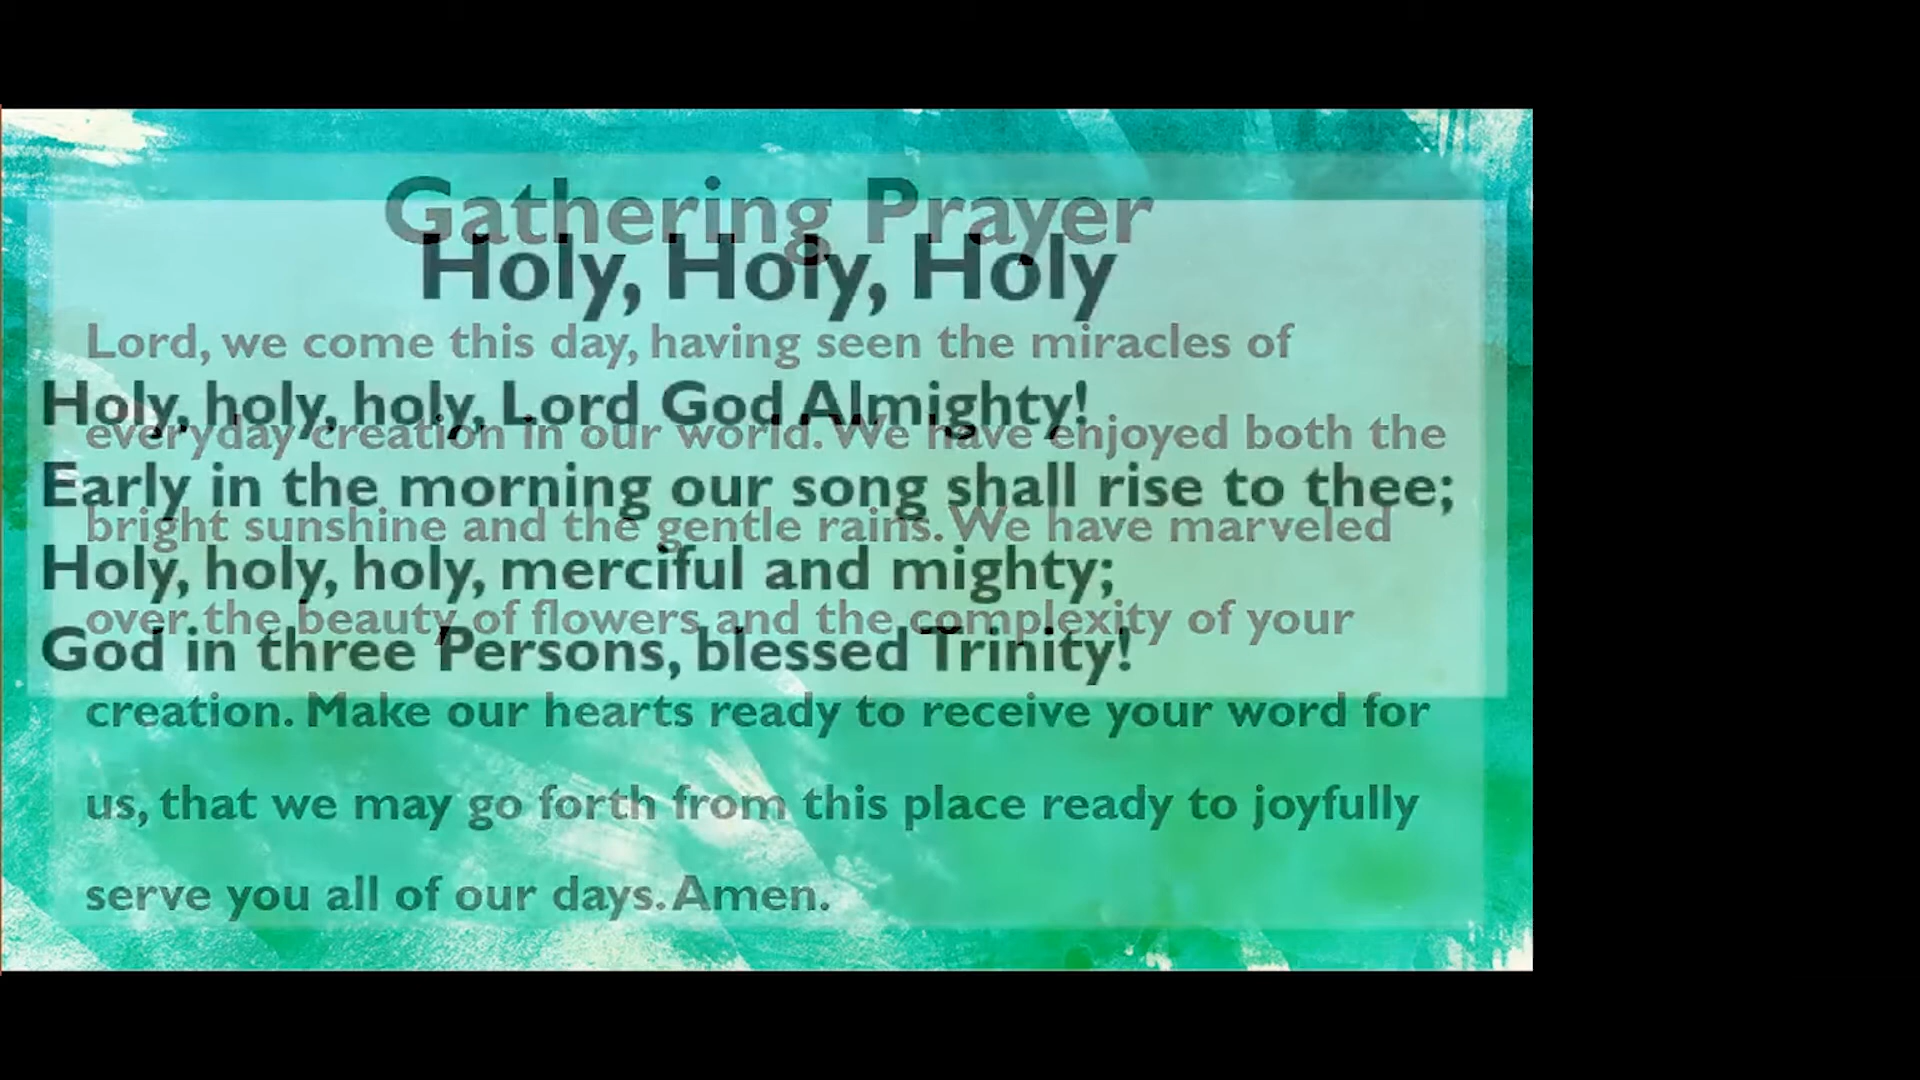 Gathering Prayer
Holy, Holy, Holy
Lord, we come this day, having seen the miracles of
Holy, holy, holy, Lord God Almighty!
everyday creation in our world. We have enjoyed both the
Early in the morning our song shall rise to thee;
bright sunshine and the gentle rains. We have marveled
Holy, holy, holy, merciful and mighty;
over the beauty of flowers and the complexity of your
God in three Persons, blessed Trinity!
creation. Make our hearts ready to receive your word for
us, that we may go forth from this place ready to joyfully
serve you all of our days. Amen.